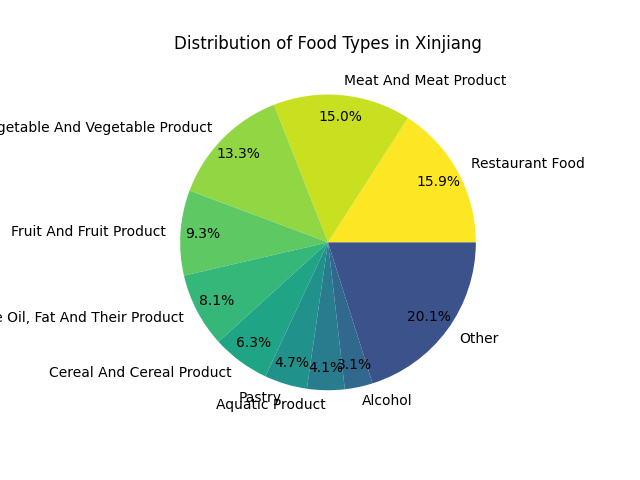 Distribution of Food Types in Xinjiang
Meat And Meat Product
15.0%
getable And Vegetable Product
13.3%
Restaurant Food
15.9%
Fruit And Fruit Product
9.3%
8.1%
e Oil, Fat And Their Product
20.1%
Other
6.3%
Cereal And Cereal Product
4.7%
4.1%
3.1%
Pastry
Aquatic Product
Alcohol